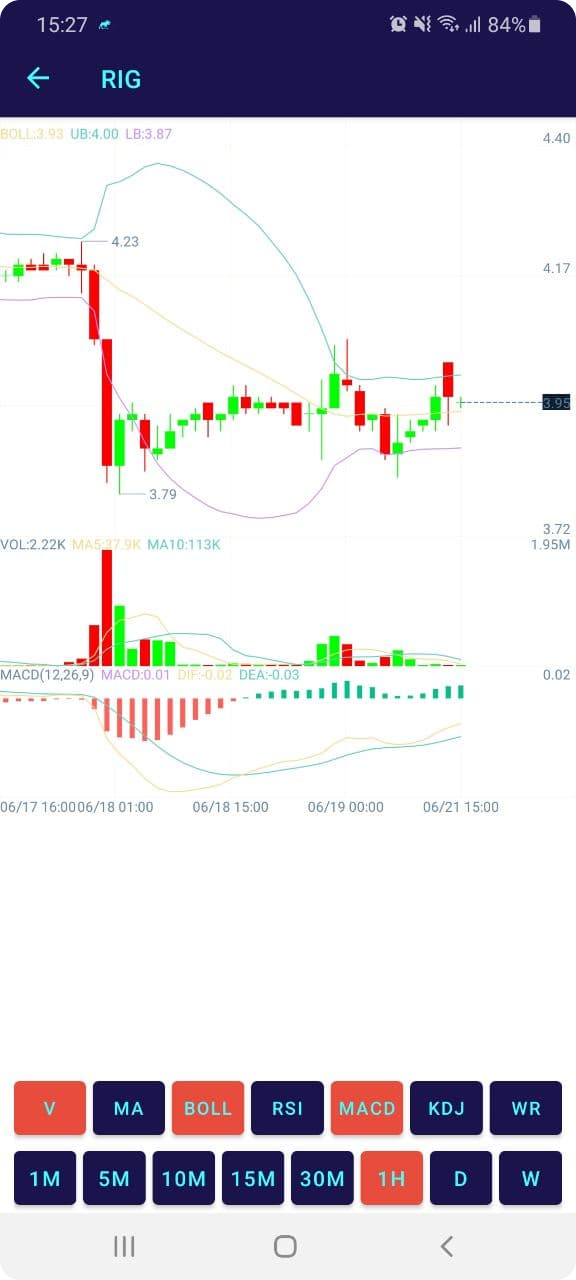 15:27 84%
RIG
BOLL:3.93 UB:4.00 LB:3.87
4.40
4.23
4.17
3.95
3.79
3.72
VOL:2.22K MA5:37.9K MA10:113K 1.95M
MACD(12,26,9) MACD:0.01 DIF:-0.02 DEA:-0.03 0.02
06/17 16:00 06/18 01:00 06/18 15:00 06/19 00:00 06/21 15:00
V MA BOLL RSI MACD KDJ WR
1M 5M 10M 15M 30M 1H D W